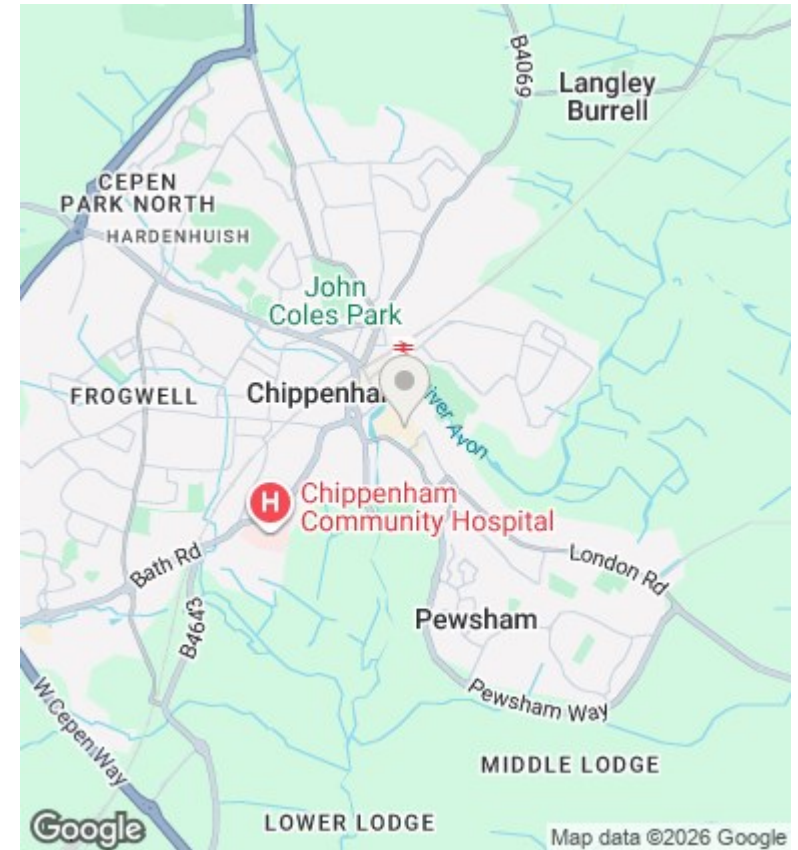 B4069
Langley
Burrell
CEPEN
PARK NORTH
HARDENHUISH
John
Coles Park
FROGWELL
Chippenha
iver Avon
H
Chippenham
Community Hospital
Bath Rd
London Rd
B4643
Pewsham
W Cepen Way
Pewsham Way
MIDDLE LODGE
LOWER LODGE
Google
Map data ©2026 Google